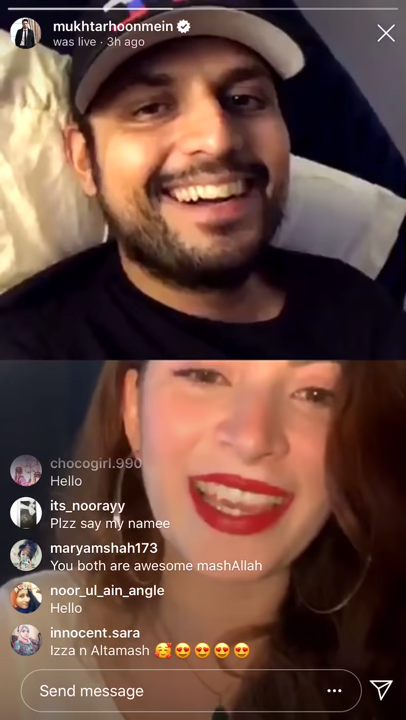 mukhtarhoonmein
was live · 3h ago
chocogirl.990
Hello
its_noorayy
Plzz say my namee
maryamshah173
You both are awesome mashAllah
noor_ul_ain_angle
Hello
innocent.sara
Izza n Altamash 🥰😍😍😍😍
Send message